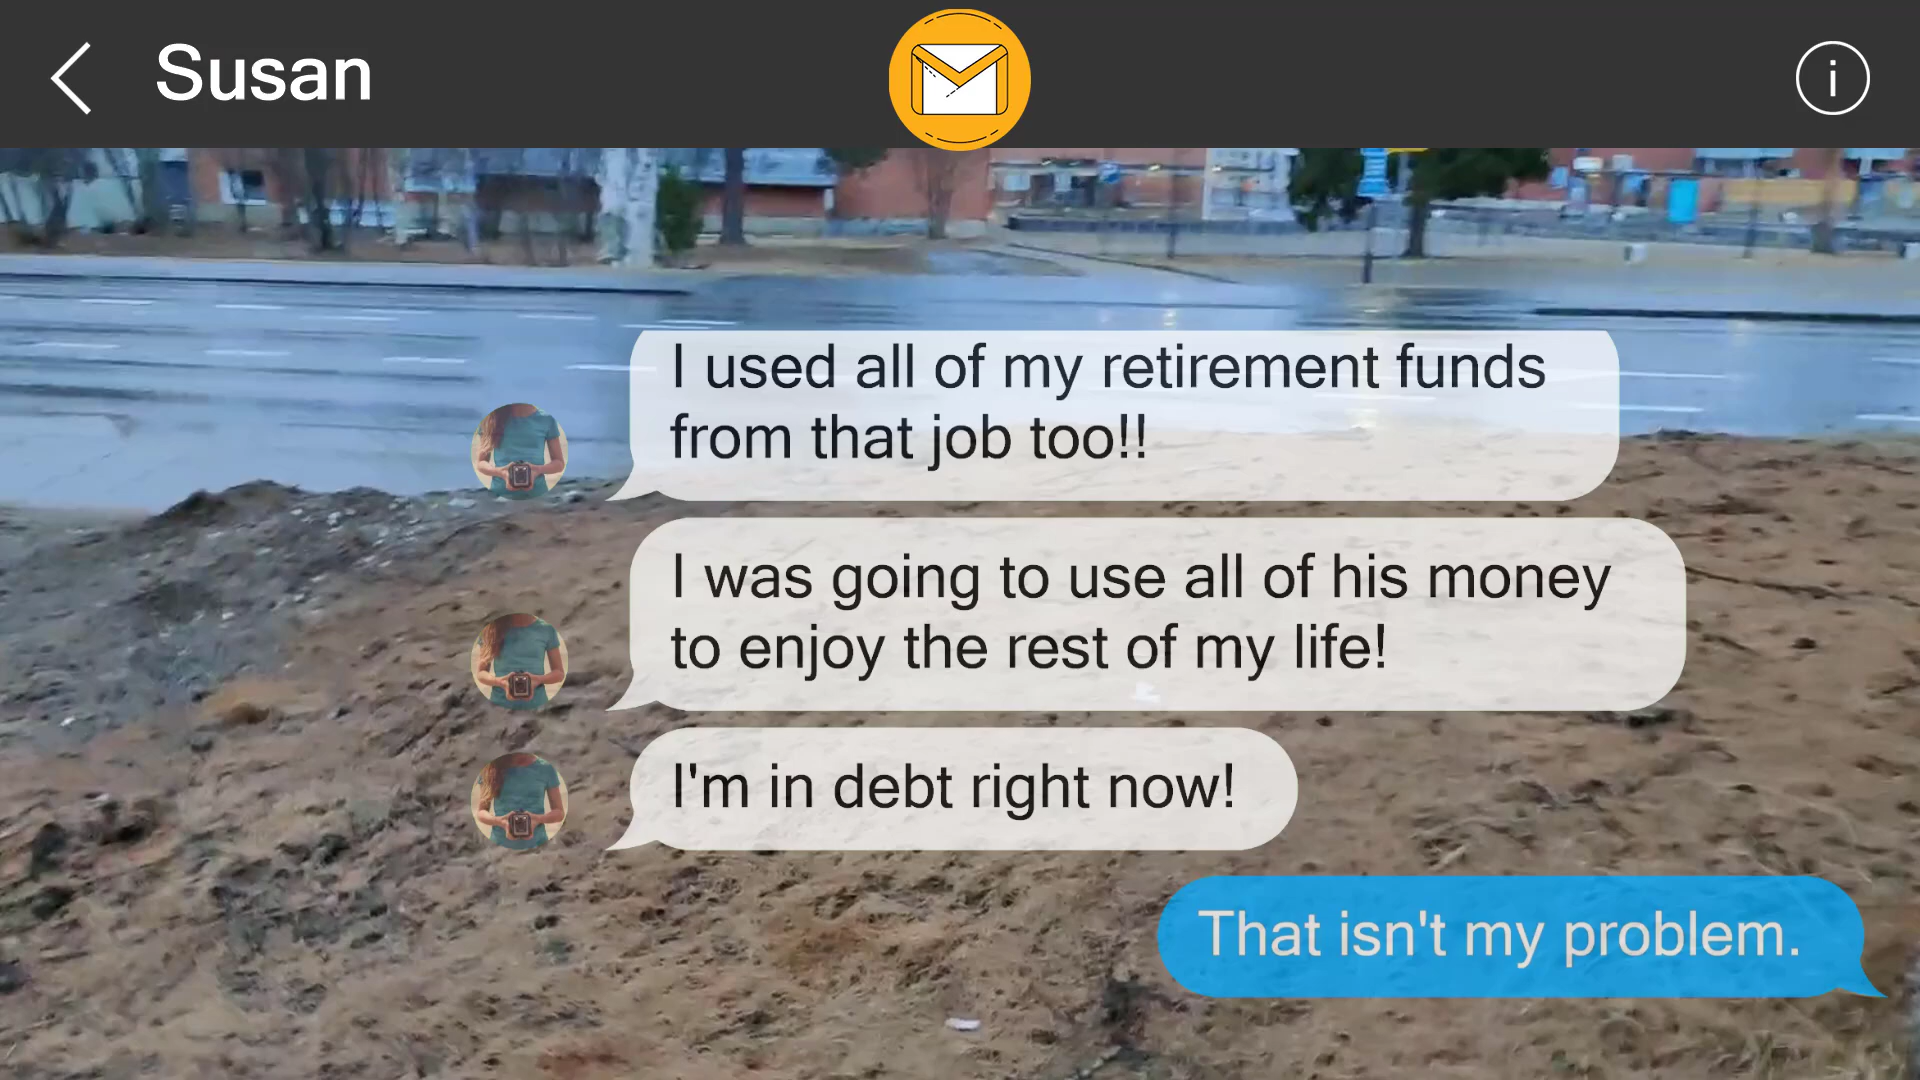 Susan
I used all of my retirement funds
from that job too!!
I was going to use all of his money
to enjoy the rest of my life!
I'm in debt right now!
That isn't my problem.